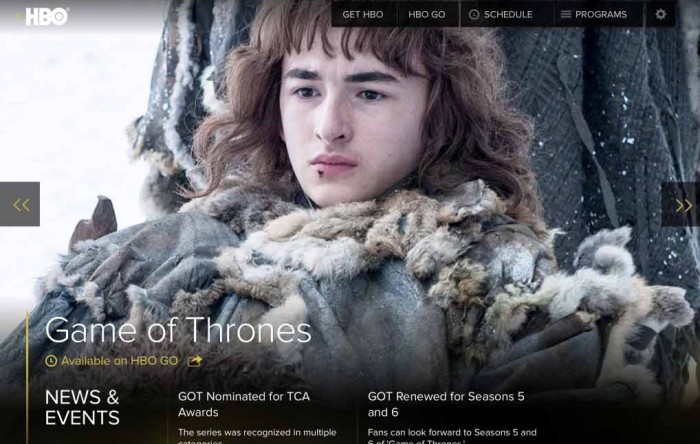 HBO
GET HBO
HBO GO
SCHEDULE
PROGRAMS
Game of Thrones
Available on HBO GO
NEWS &
EVENTS
GOT Nominated for TCA
Awards
The series was recognized in multiple
categories.
GOT Renewed for Seasons 5
and 6
Fans can look forward to Seasons 5 and
6 of 'Game of Thrones.'